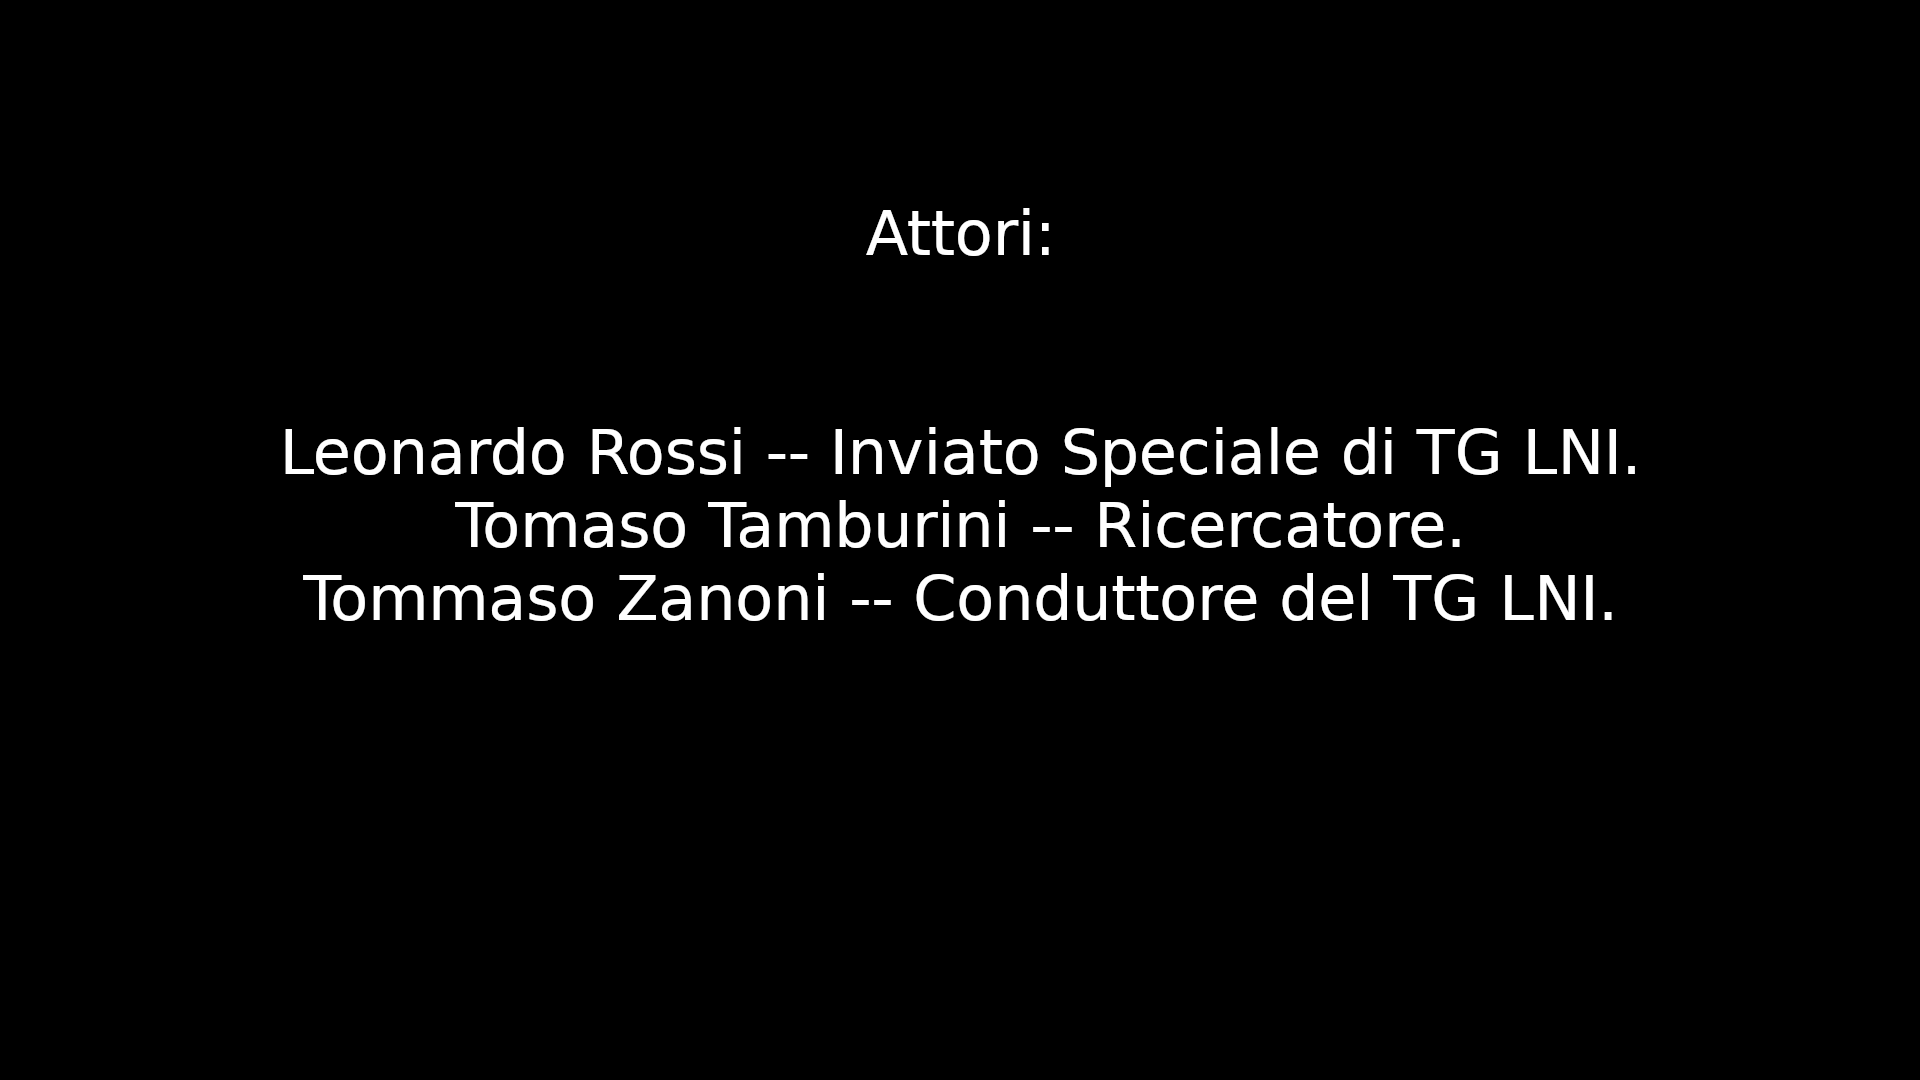 Attori:
Leonardo Rossi -- Inviato Speciale di TG LNI.
Tomaso Tamburini -- Ricercatore.
Tommaso Zanoni -- Conduttore del TG LNI.